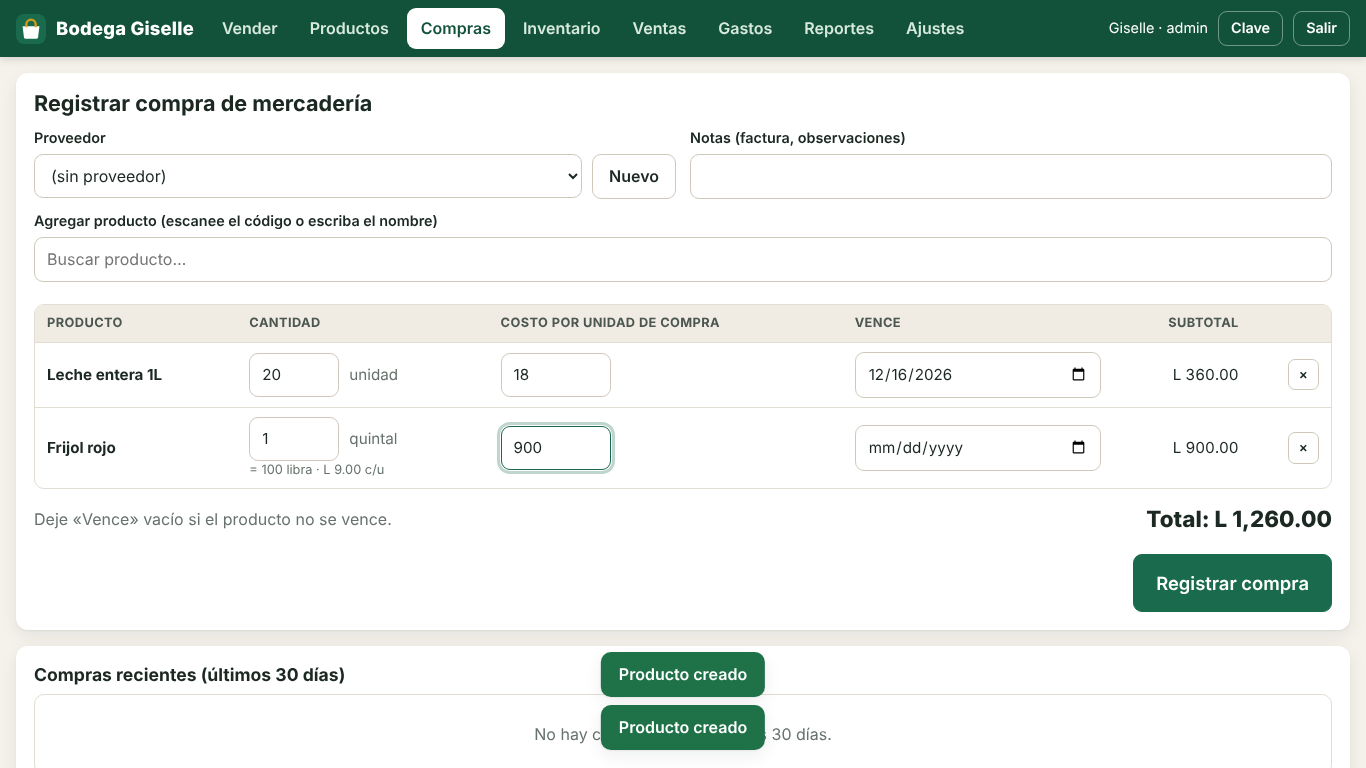 Bodega Giselle Vender Productos Compras Inventario Ventas Gastos Reportes Ajustes Giselle · admin Clave Salir
Registrar compra de mercadería
Proveedor Notas (factura, observaciones)
(sin proveedor) Nuevo
Agregar producto (escanee el código o escriba el nombre)
Buscar producto...
PRODUCTO CANTIDAD COSTO POR UNIDAD DE COMPRA VENCE SUBTOTAL
Leche entera 1L 20 unidad 18 12/16/2026 L 360.00 ×
Frijol rojo 1 quintal 900 mm/dd/yyyy L 900.00 ×
= 100 libra · L 9.00 c/u
Deje «Vence» vacío si el producto no se vence. Total: L 1,260.00
Registrar compra
Compras recientes (últimos 30 días)
Producto creado
No hay 30 días.
Producto creado